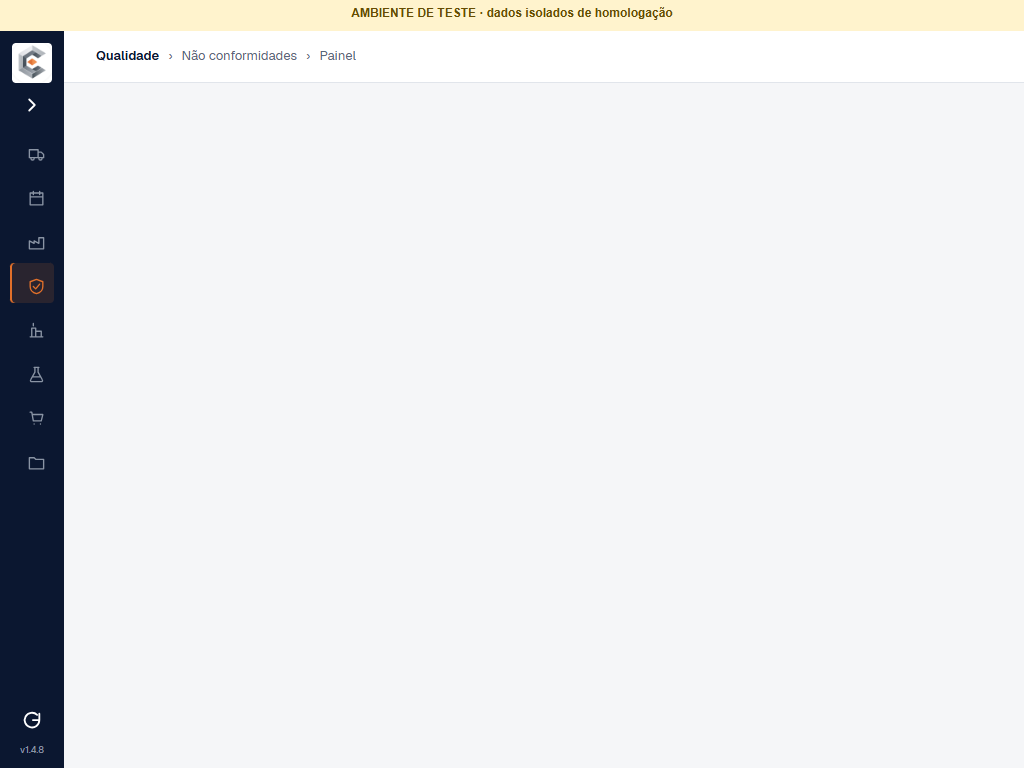 AMBIENTE DE TESTE · dados isolados de homologação
Qualidade › Não conformidades › Painel
v1.4.8